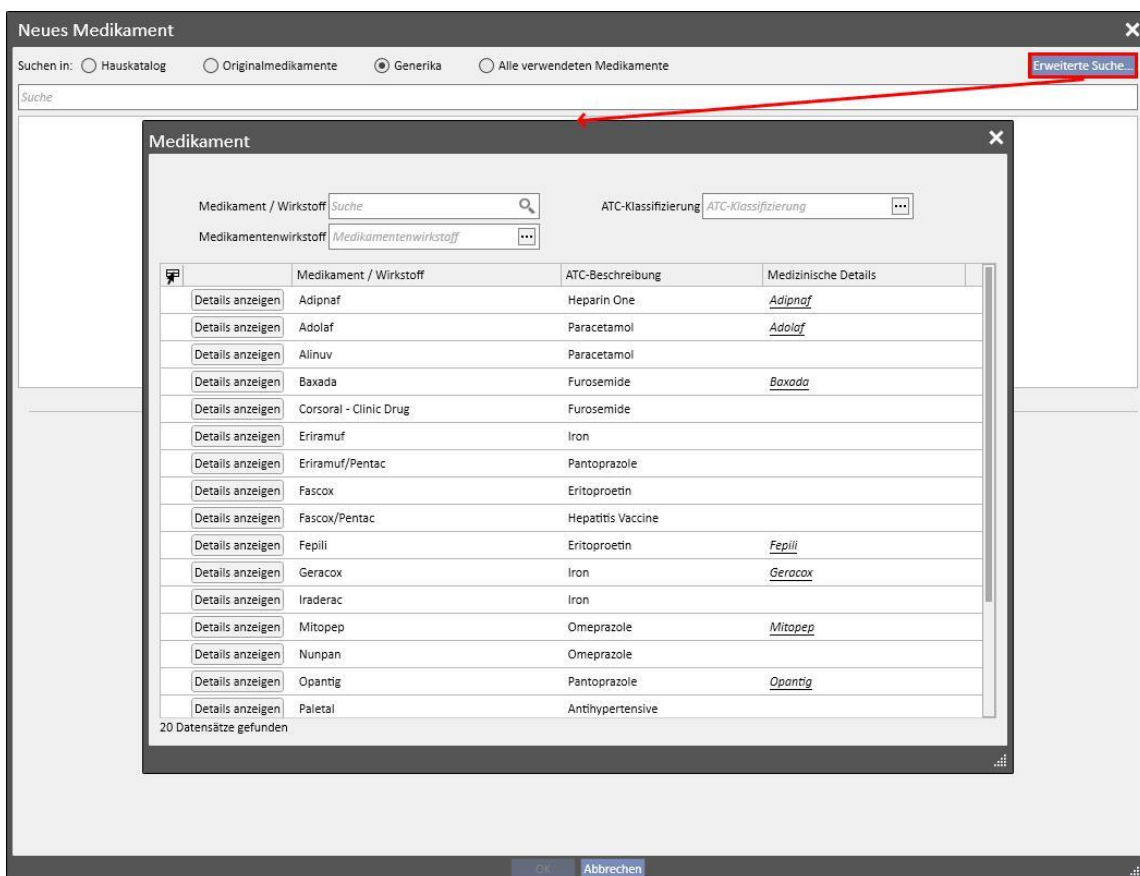 Neues Medikament
Suchen in: Hauskatalog Originalmedikamente Generika Alle verwendeten Medikamente Erweiterte Suche...
Suche
Medikament
Medikament / Wirkstoff Suche ATC-Klassifizierung ATC-Klassifizierung
Medikamentenwirkstoff Medikamentenwirkstoff
Medikament / Wirkstoff ATC-Beschreibung Medizinische Details
Details anzeigen Adipnaf Heparin One Adipnaf
Details anzeigen Adolaf Paracetamol Adolaf
Details anzeigen Alinuv Paracetamol
Details anzeigen Baxada Furosemide Baxada
Details anzeigen Corsoral - Clinic Drug Furosemide
Details anzeigen Eriramuf Iron
Details anzeigen Eriramuf/Pentac Pantoprazole
Details anzeigen Fascox Eritoproetin
Details anzeigen Fascox/Pentac Hepatitis Vaccine
Details anzeigen Fepili Eritoproetin Fepili
Details anzeigen Geracox Iron Geracox
Details anzeigen Iraderac Iron
Details anzeigen Mitopep Omeprazole Mitopep
Details anzeigen Nunpan Omeprazole
Details anzeigen Opantig Pantoprazole Opantig
Details anzeigen Paletal Antihypertensive
20 Datensätze gefunden
OK Abbrechen